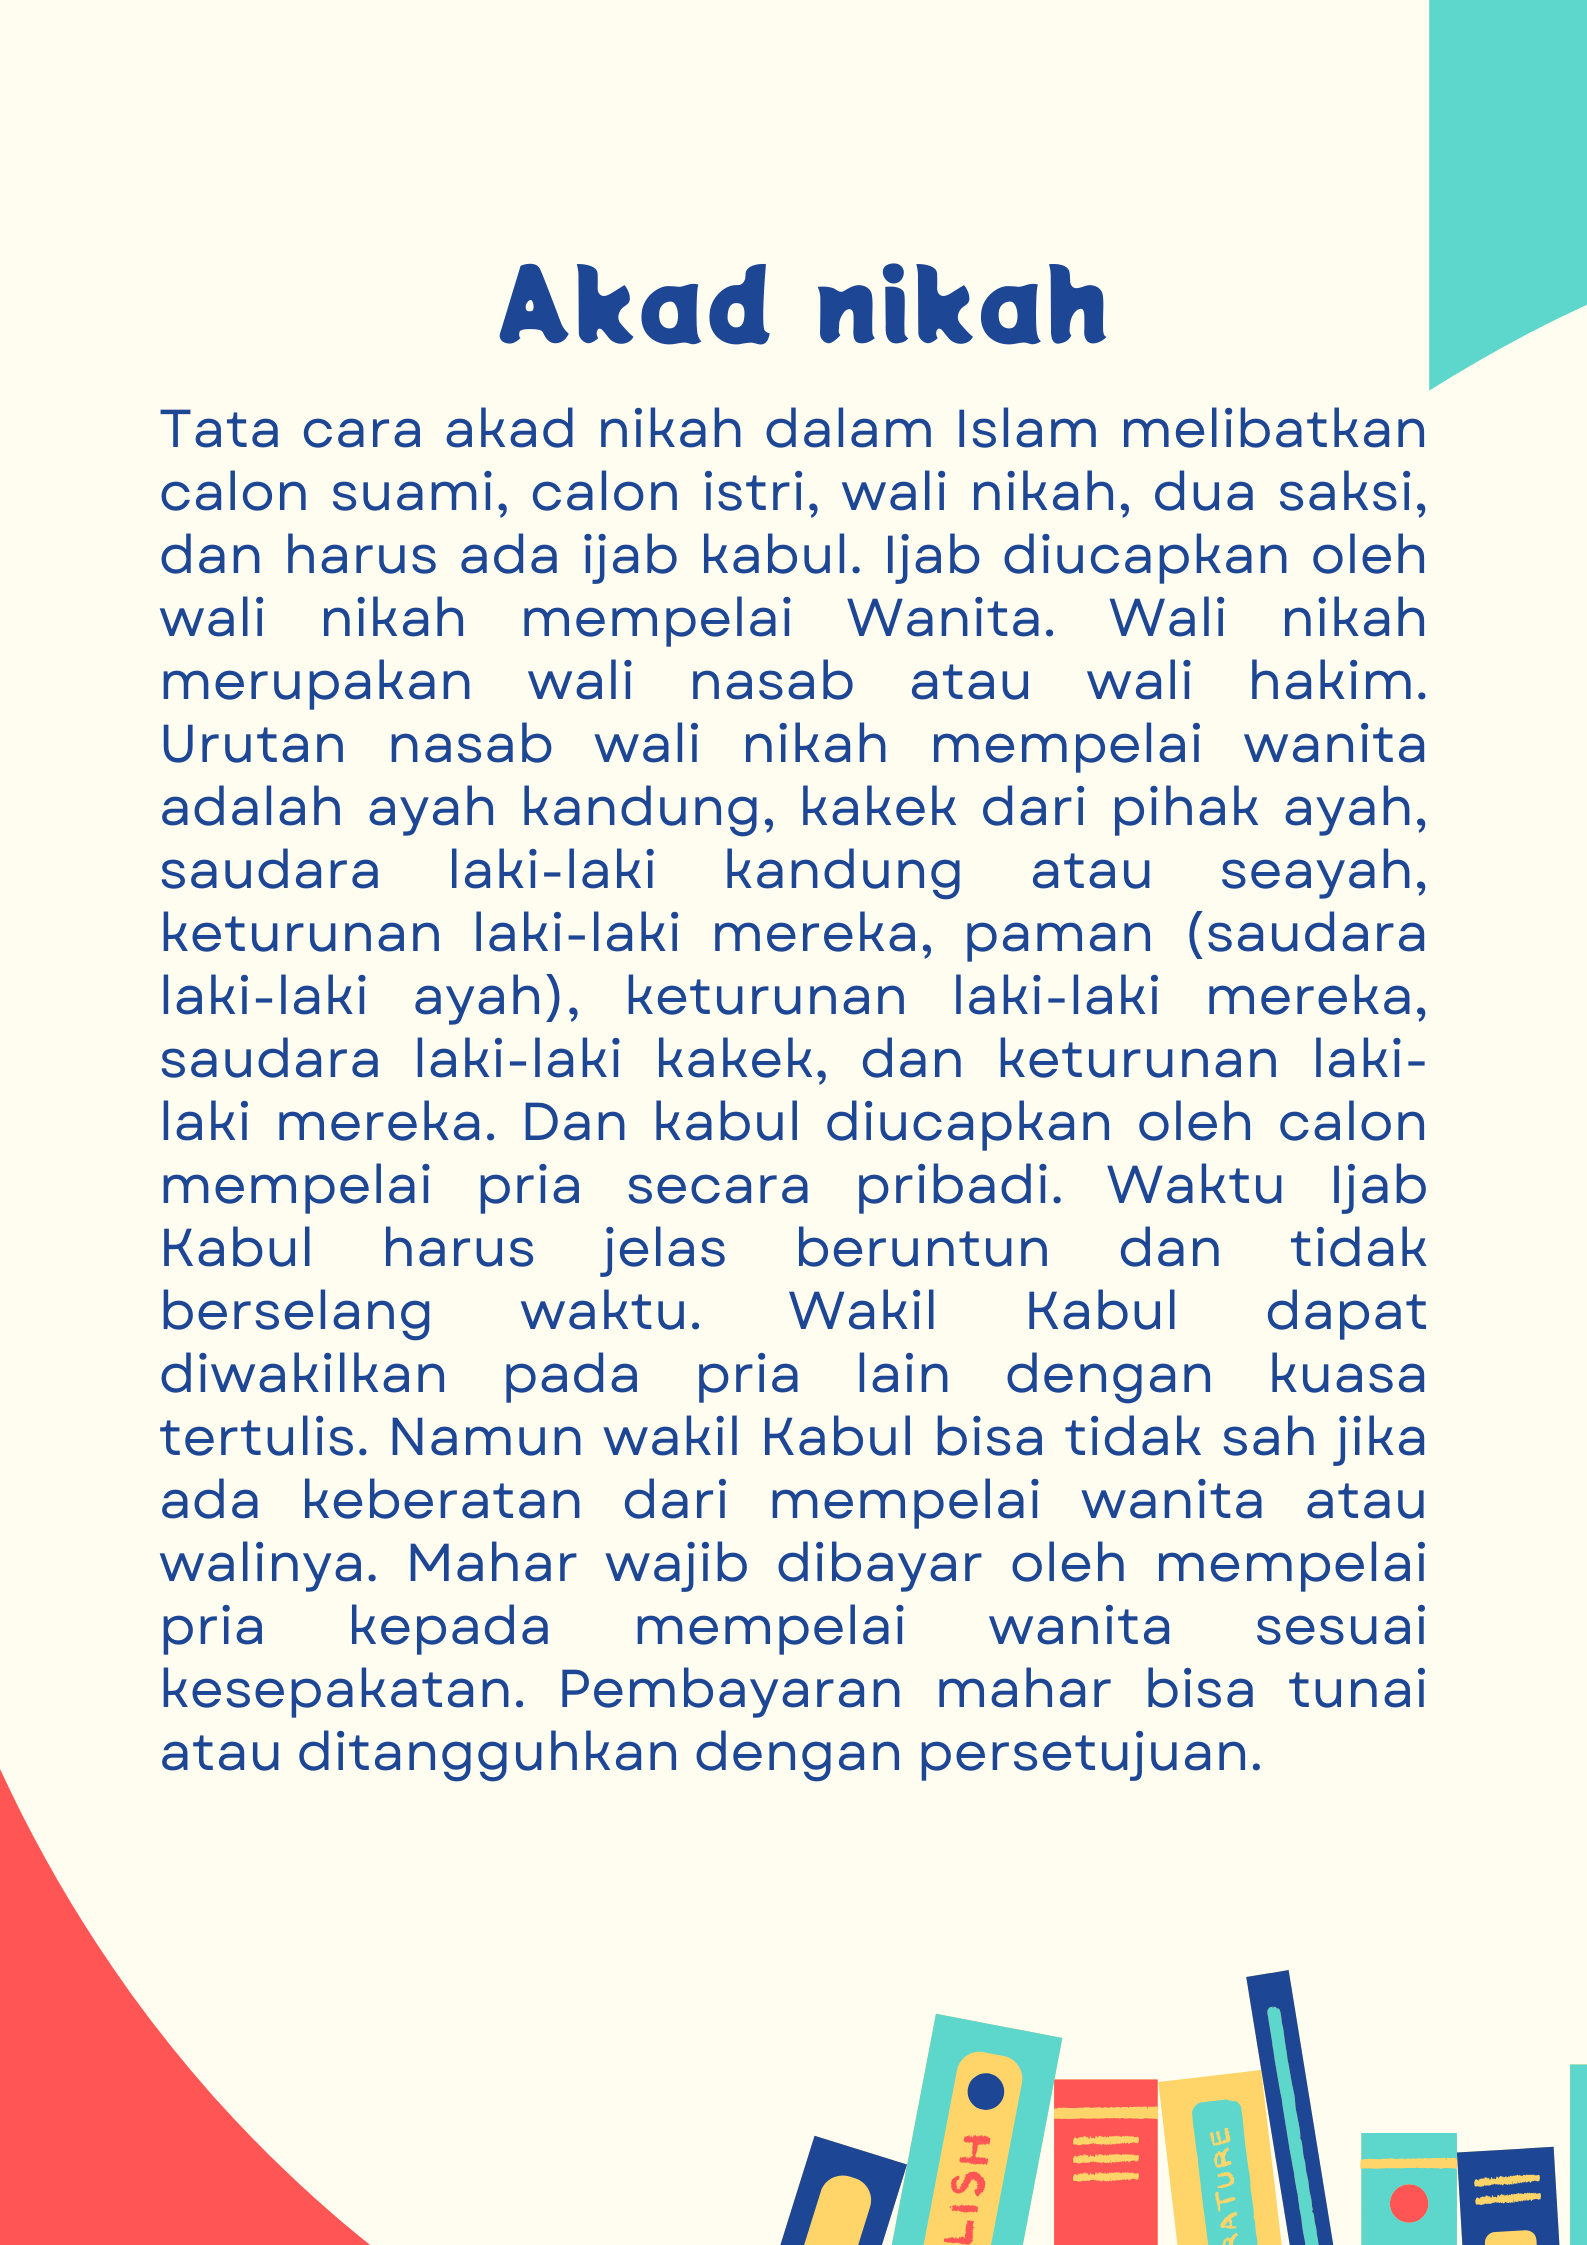 Akad nikah
Tata cara akad nikah dalam Islam melibatkan
calon suami, calon istri, wali nikah, dua saksi,
dan harus ada ijab kabul. Ijab diucapkan oleh
wali nikah mempelai Wanita. Wali nikah
merupakan wali nasab atau wali hakim.
Urutan nasab wali nikah mempelai wanita
adalah ayah kandung, kakek dari pihak ayah,
saudara laki-laki kandung atau seayah,
keturunan laki-laki mereka, paman (saudara
laki-laki ayah), keturunan laki-laki mereka,
saudara laki-laki kakek, dan keturunan laki-
laki mereka. Dan kabul diucapkan oleh calon
mempelai pria secara pribadi. Waktu Ijab
Kabul harus jelas beruntun dan tidak
berselang waktu. Wakil Kabul dapat
diwakilkan pada pria lain dengan kuasa
tertulis. Namun wakil Kabul bisa tidak sah jika
ada keberatan dari mempelai wanita atau
walinya. Mahar wajib dibayar oleh mempelai
pria kepada mempelai wanita sesuai
kesepakatan. Pembayaran mahar bisa tunai
atau ditangguhkan dengan persetujuan.
LISH
RATURE